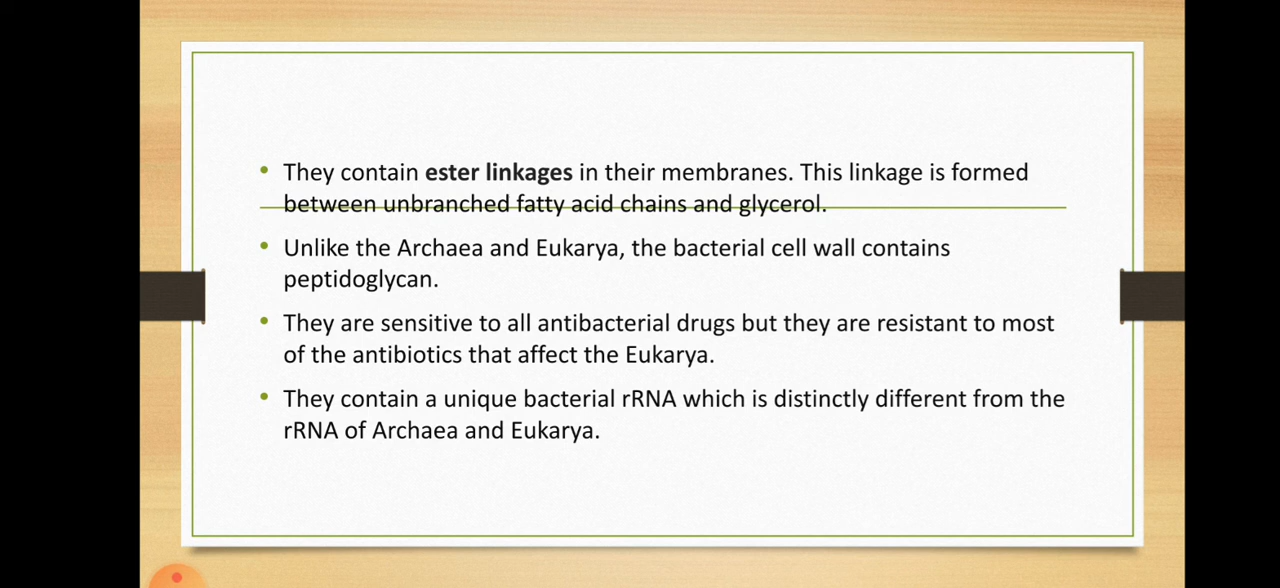 • They contain ester linkages in their membranes. This linkage is formed
between unbranched fatty acid chains and glycerol.
• Unlike the Archaea and Eukarya, the bacterial cell wall contains
peptidoglycan.
• They are sensitive to all antibacterial drugs but they are resistant to most
of the antibiotics that affect the Eukarya.
• They contain a unique bacterial rRNA which is distinctly different from the
rRNA of Archaea and Eukarya.